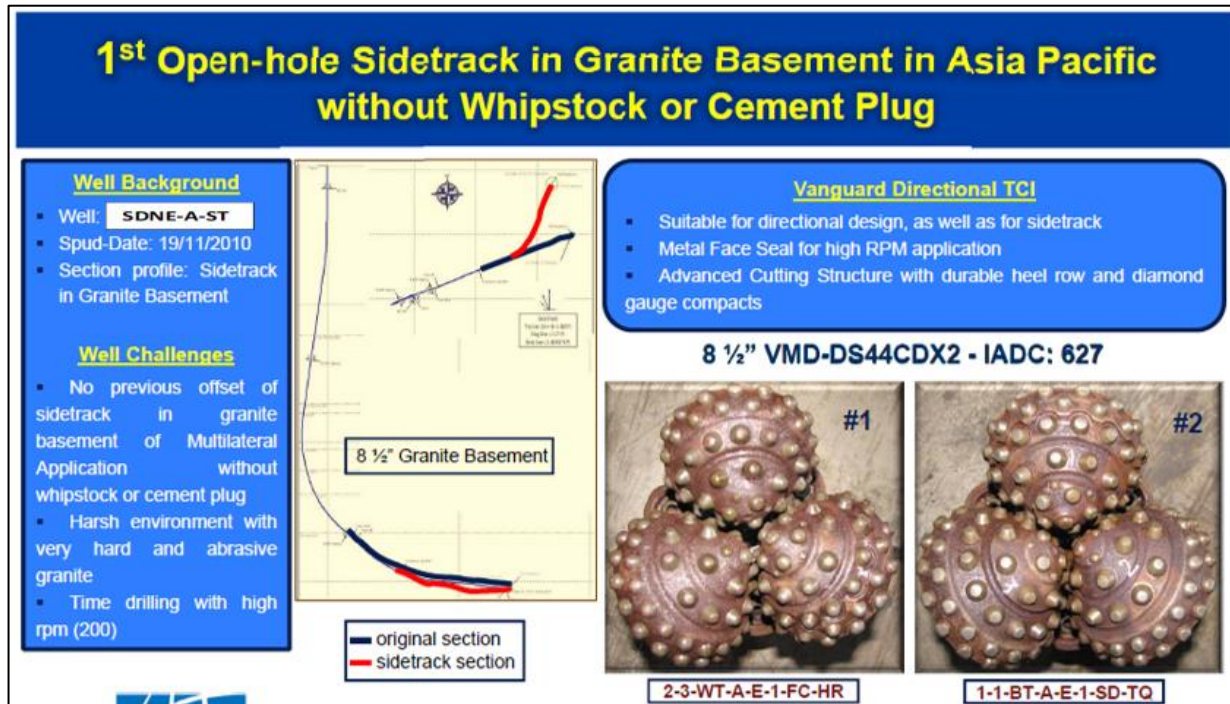 1st Open-hole Sidetrack in Granite Basement in Asia Pacific
without Whipstock or Cement Plug
Well Background
▪ Well: SDNE-A-ST
▪ Spud-Date: 19/11/2010
▪ Section profile: Sidetrack
in Granite Basement
Well Challenges
▪ No previous offset of
sidetrack in granite
basement of Multilateral
Application without
whipstock or cement plug
▪ Harsh environment with
very hard and abrasive
granite
▪ Time drilling with high
rpm (200)
8 ½” Granite Basement
original section
sidetrack section
Vanguard Directional TCI
▪ Suitable for directional design, as well as for sidetrack
▪ Metal Face Seal for high RPM application
▪ Advanced Cutting Structure with durable heel row and diamond
gauge compacts
8 ½” VMD-DS44CDX2 - IADC: 627
#1
#2
2-3-WT-A-E-1-FC-HR
1-1-BT-A-E-1-SD-TQ